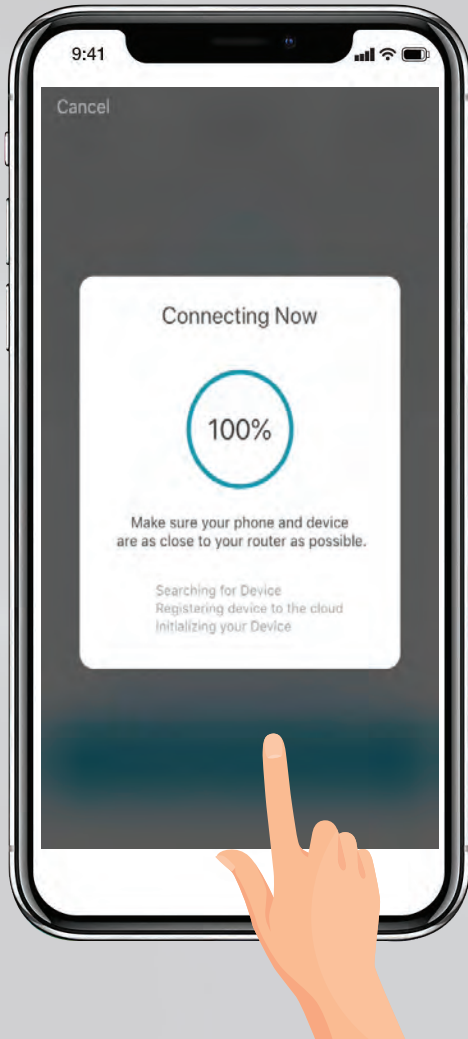 9:41
Cancel
Connecting Now
100%
Make sure your phone and device
are as close to your router as possible.
Searching for Device
Registering device to the cloud
Initializing your Device